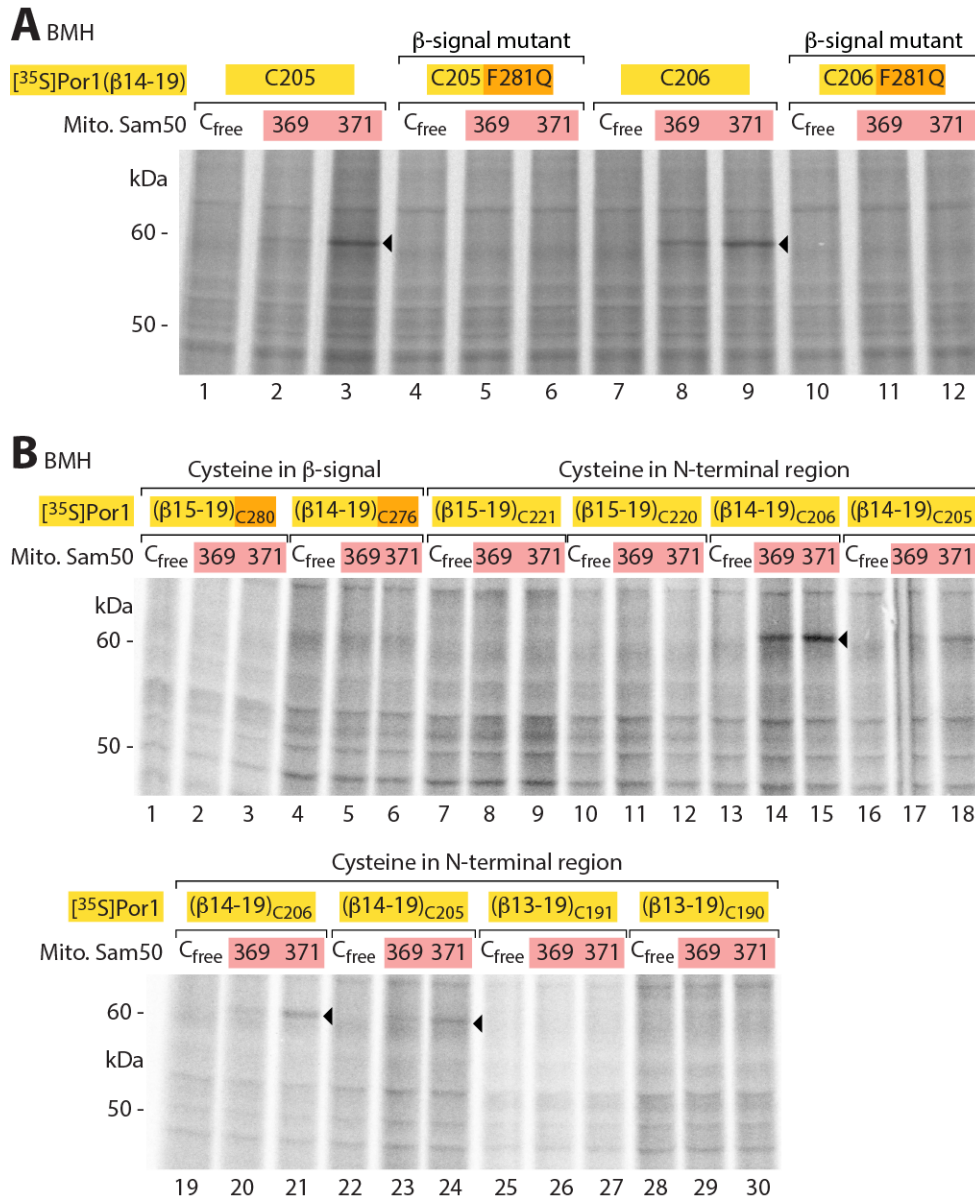 A BMH
β-signal mutant β-signal mutant
[³⁵S]Por1(β14-19) C205 C205 F281Q C206 C206 F281Q
Mito. Sam50 Cfree 369 371 Cfree 369 371 Cfree 369 371 Cfree 369 371
kDa
60 -
50 -
1 2 3 4 5 6 7 8 9 10 11 12
B BMH
Cysteine in β-signal Cysteine in N-terminal region
[³⁵S]Por1 (β15-19)C280 (β14-19)C276 (β15-19)C221 (β15-19)C220 (β14-19)C206 (β14-19)C205
Mito. Sam50 Cfree 369 371 Cfree 369 371 Cfree 369 371 Cfree 369 371 Cfree 369 371 Cfree 369 371
kDa
60 -
50 -
1 2 3 4 5 6 7 8 9 10 11 12 13 14 15 16 17 18
Cysteine in N-terminal region
[³⁵S]Por1 (β14-19)C206 (β14-19)C205 (β13-19)C191 (β13-19)C190
Mito. Sam50 Cfree 369 371 Cfree 369 371 Cfree 369 371 Cfree 369 371
60 -
kDa
50 -
19 20 21 22 23 24 25 26 27 28 29 30